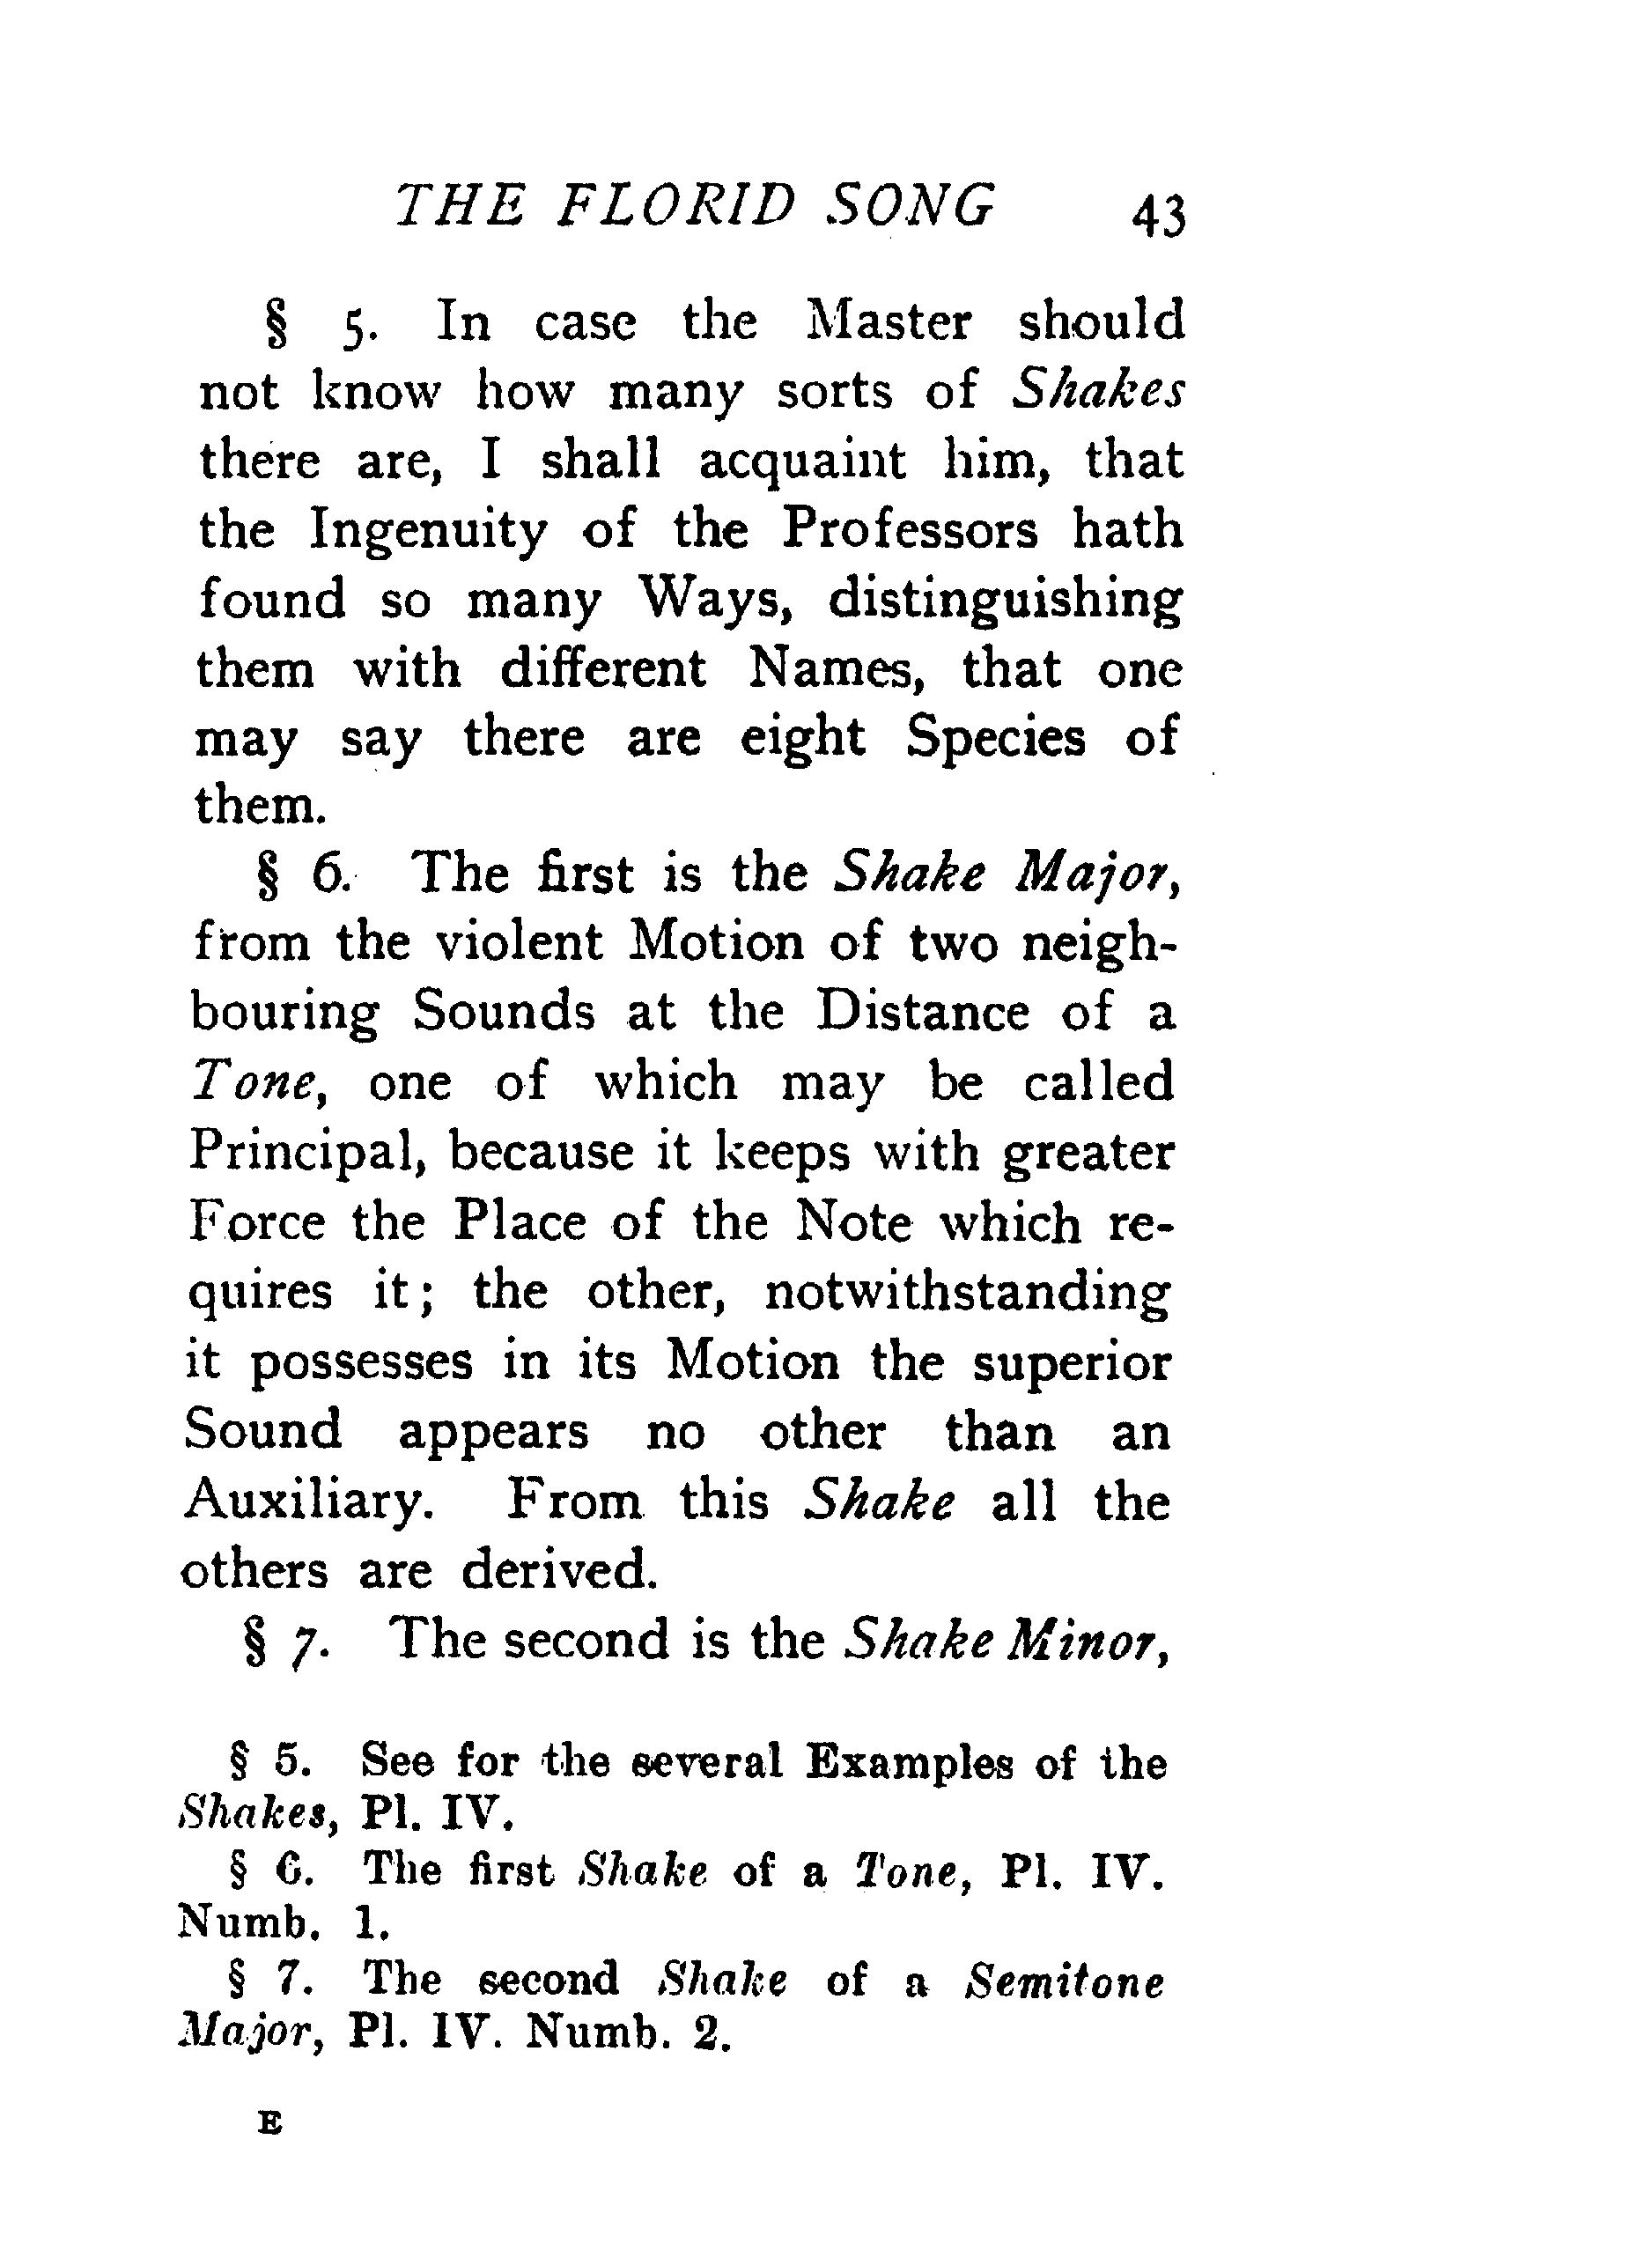 THE FLORID SONG 43
§ 5. In case the Master should
not know how many sorts of Shakes
there are, I shall acquaint him, that
the Ingenuity of the Professors hath
found so many Ways, distinguishing
them with different Names, that one
may say there are eight Species of
them.
§ 6. The first is the Shake Major,
from the violent Motion of two neigh-
bouring Sounds at the Distance of a
Tone, one of which may be called
Principal, because it keeps with greater
Force the Place of the Note which re-
quires it; the other, notwithstanding
it possesses in its Motion the superior
Sound appears no other than an
Auxiliary. From this Shake all the
others are derived.
§ 7. The second is the Shake Minor,
§ 5. See for the several Examples of the
Shakes, Pl. IV.
§ 6. The first Shake of a Tone, Pl. IV.
Numb. 1.
§ 7. The second Shake of a Semitone
Major, Pl. IV. Numb. 2.
E